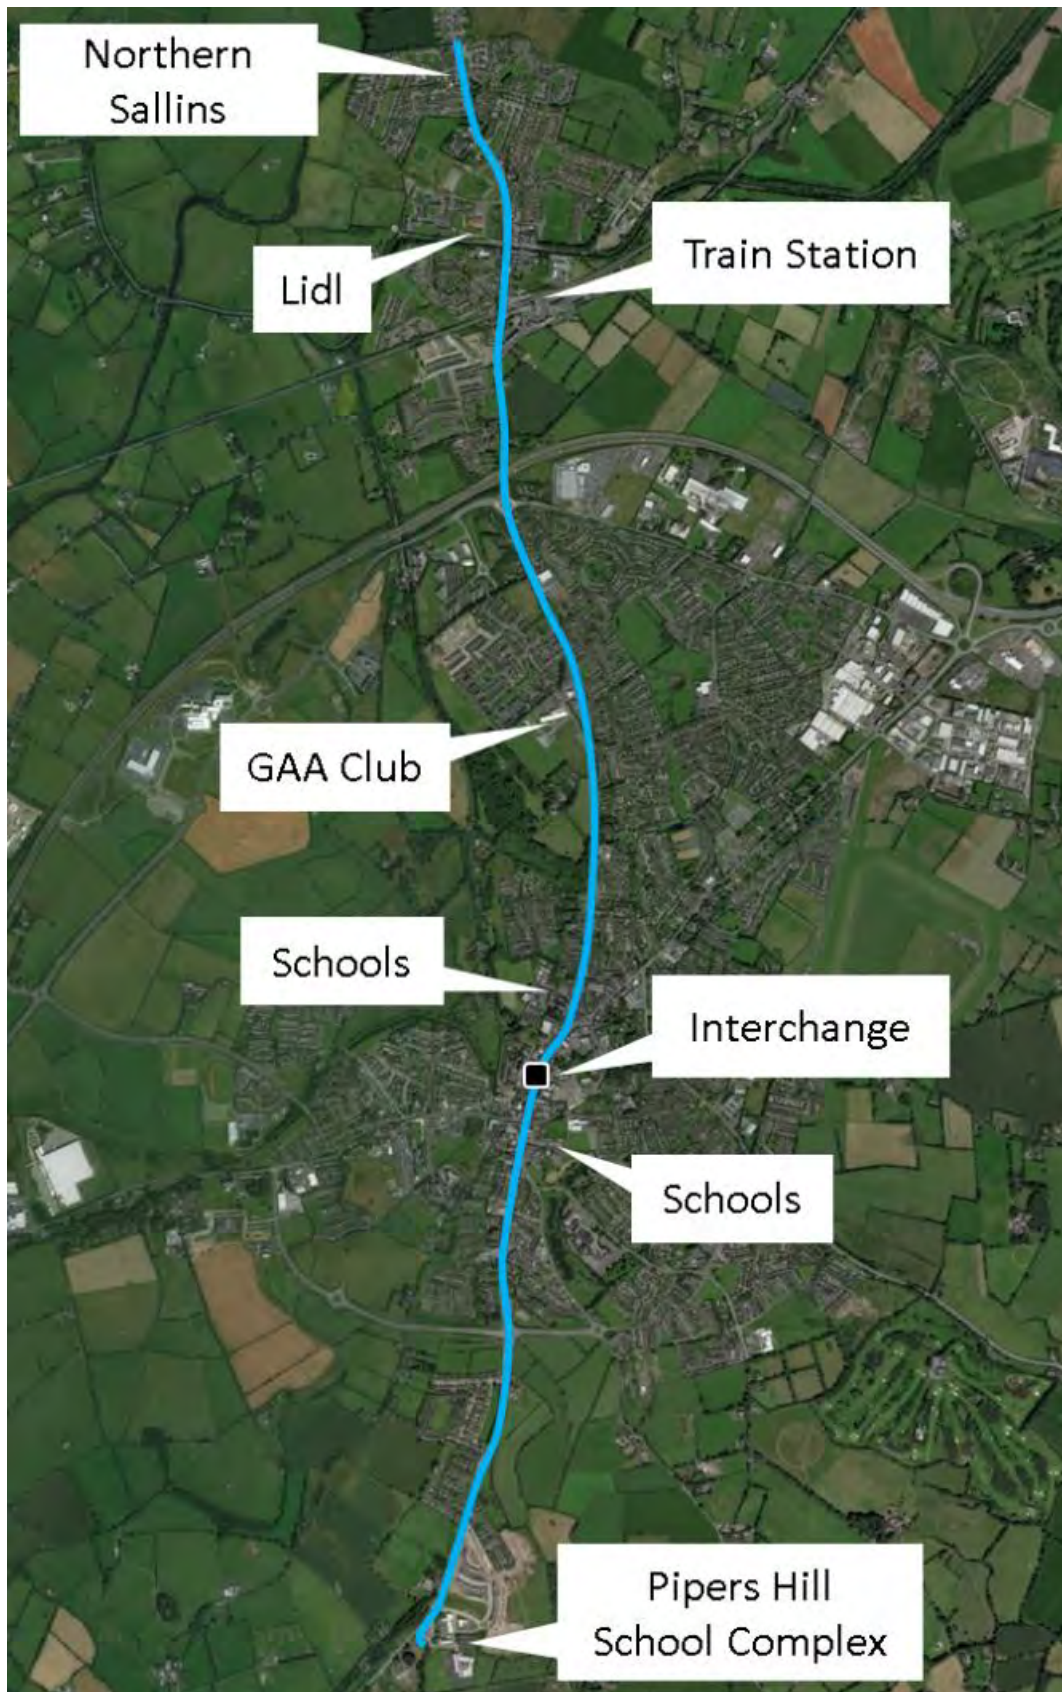 Northern
Sallins
Train Station
Lidl
GAA Club
Schools
Interchange
Schools
Pipers Hill
School Complex